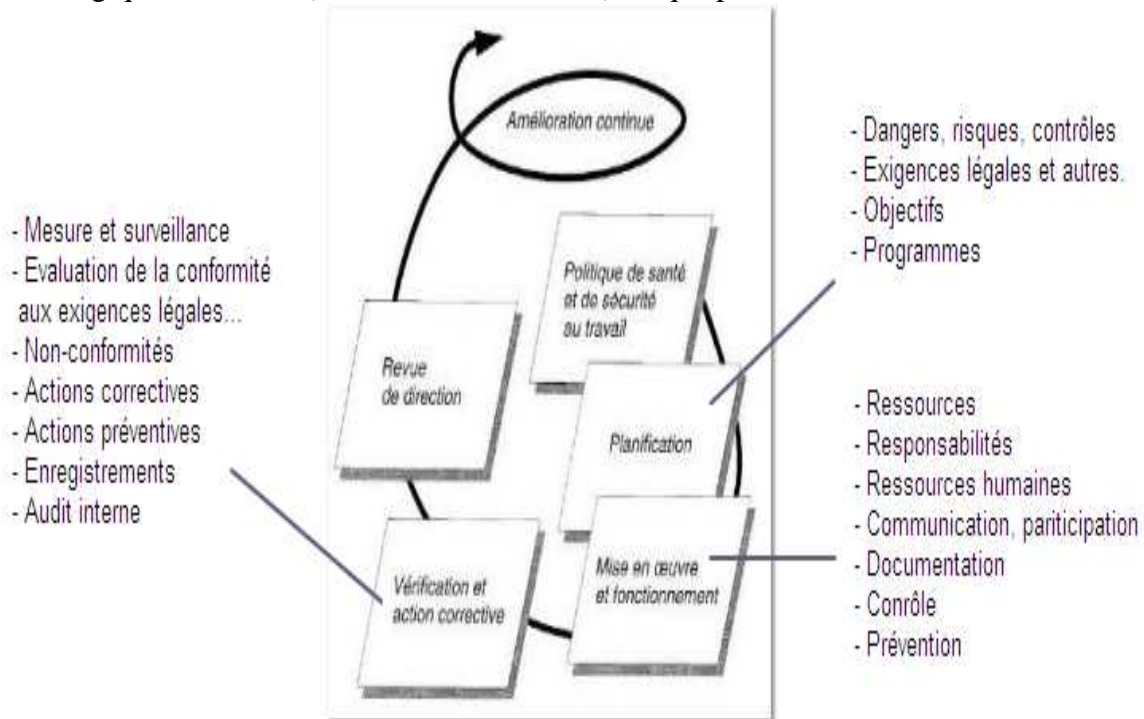 Amélioration continue
- Dangers, risques, contrôles
- Exigences légales et autres.
- Objectifs
- Programmes
- Mesure et surveillance
- Evaluation de la conformité
aux exigences légales...
- Non-conformités
- Actions correctives
- Actions préventives
- Enregistrements
- Audit interne
Politique de santé
et de sécurité
au travail
Revue
de direction
Planification
- Ressources
- Responsabilités
- Ressources humaines
- Communication, pariticipation
- Documentation
- Conrôle
- Prévention
Mise en œuvre
et fonctionnement
Vérification et
action corrective